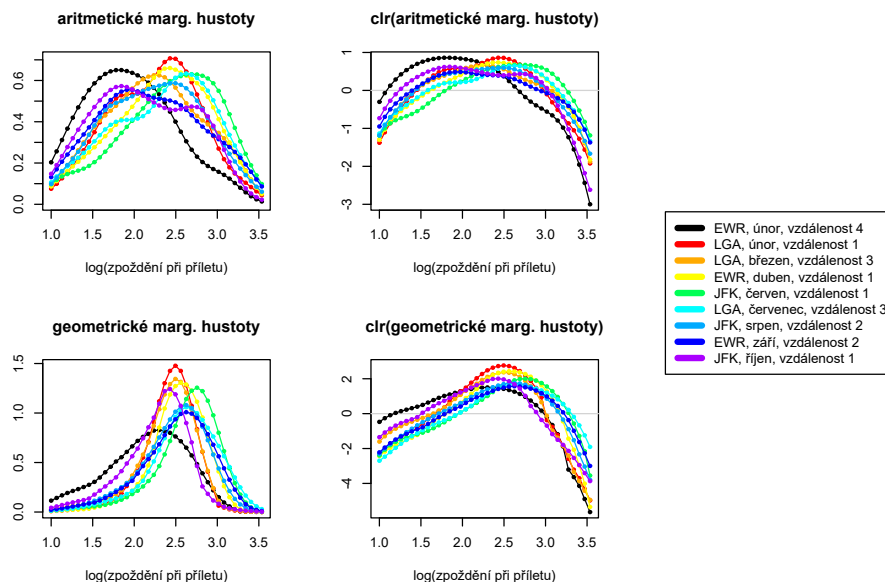 aritmetické marg. hustoty
0.0
0.2
0.4
0.6
1.0 1.5 2.0 2.5 3.0 3.5
log(zpoždění při příletu)
clr(aritmetické marg. hustoty)
1
0
-1
-2
-3
1.0 1.5 2.0 2.5 3.0 3.5
log(zpoždění při příletu)
EWR, únor, vzdálenost 4
LGA, únor, vzdálenost 1
LGA, březen, vzdálenost 3
EWR, duben, vzdálenost 1
JFK, červen, vzdálenost 1
LGA, červenec, vzdálenost 3
JFK, srpen, vzdálenost 2
EWR, září, vzdálenost 2
JFK, říjen, vzdálenost 1
geometrické marg. hustoty
0.0
0.5
1.0
1.5
1.0 1.5 2.0 2.5 3.0 3.5
log(zpoždění při příletu)
clr(geometrické marg. hustoty)
2
0
-2
-4
1.0 1.5 2.0 2.5 3.0 3.5
log(zpoždění při příletu)